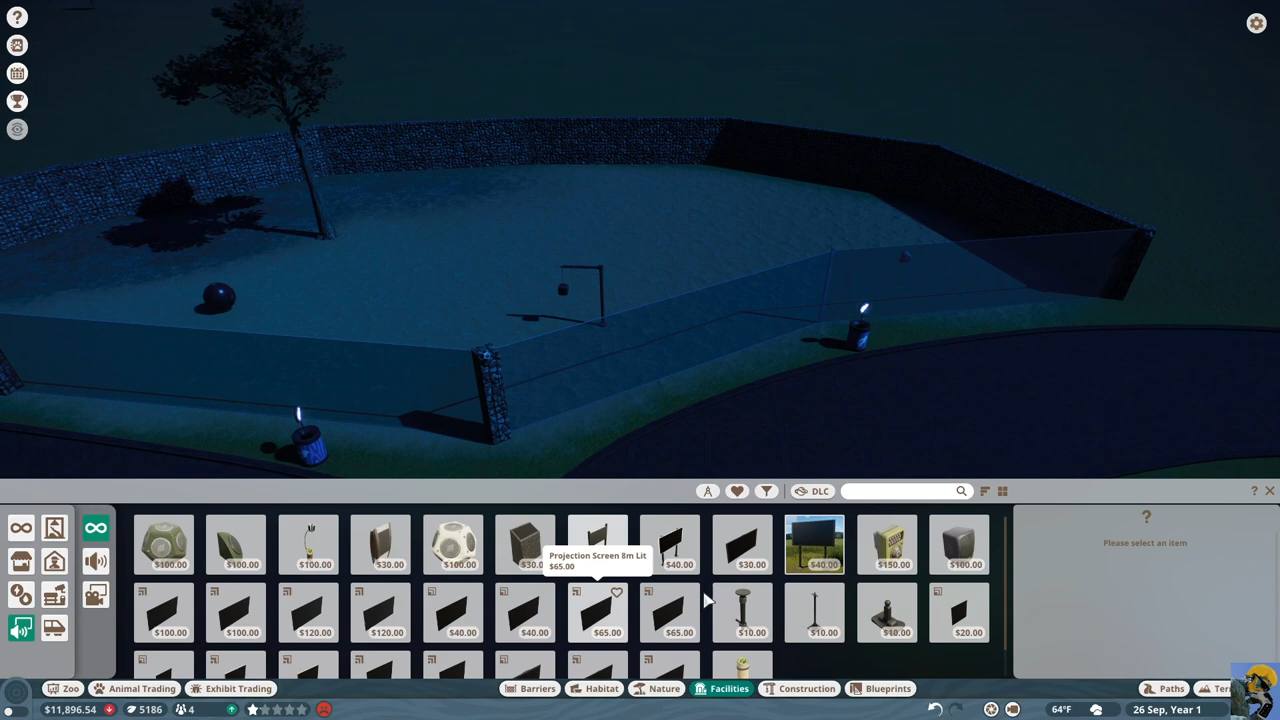 DLC
?
Please select an item
$100.00 $100.00 $100.00 $30.00 $100.00 $30.0 $40.00 $30.00 $40.00 $150.00 $100.00
Projection Screen 8m Lit
$65.00
$100.00 $100.00 $120.00 $120.00 $40.00 $40.00 $65.00 $65.00 $10.00 $10.00 $10.00 $20.00
Zoo Animal Trading Exhibit Trading Barriers Habitat Nature Facilities Construction Blueprints Paths Terr
$11,896.54 5186 4 64°F 26 Sep, Year 1